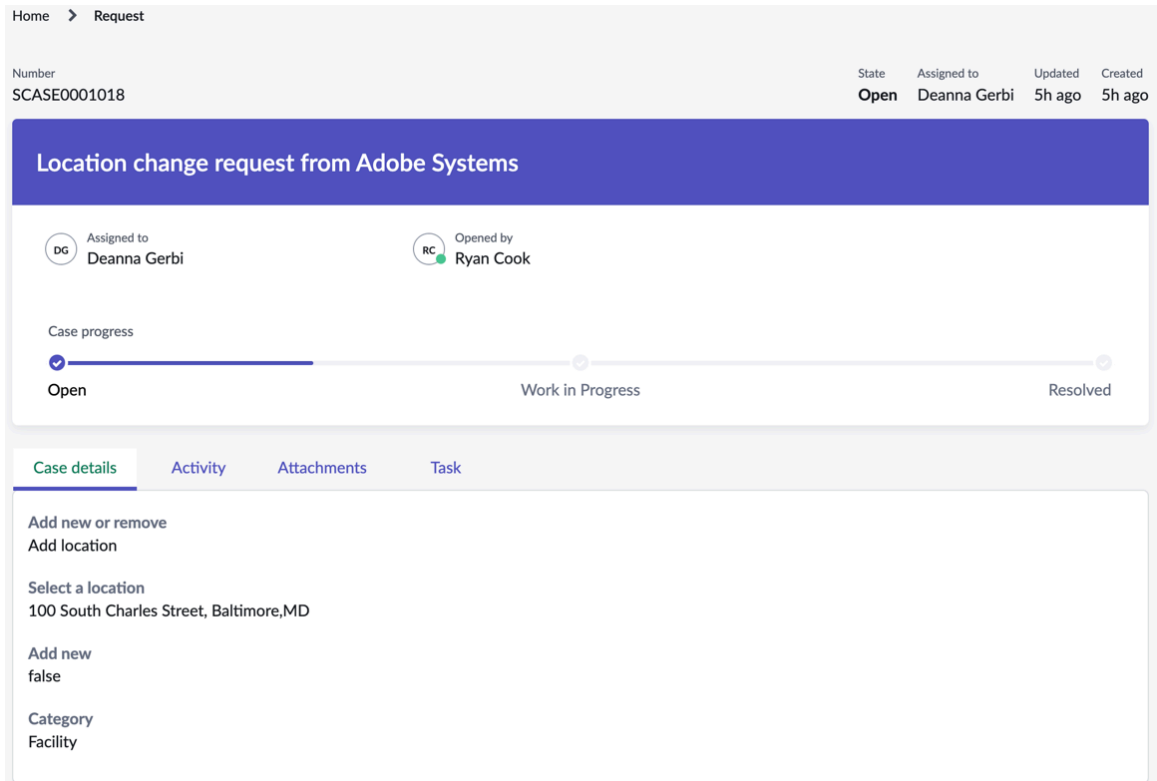 Home > Request
Number
SCASE0001018
State Assigned to Updated Created
Open Deanna Gerbi 5h ago 5h ago
Location change request from Adobe Systems
DG
Assigned to
Deanna Gerbi
RC
Opened by
Ryan Cook
Case progress
Open Work in Progress Resolved
Case details Activity Attachments Task
Add new or remove
Add location
Select a location
100 South Charles Street, Baltimore,MD
Add new
false
Category
Facility